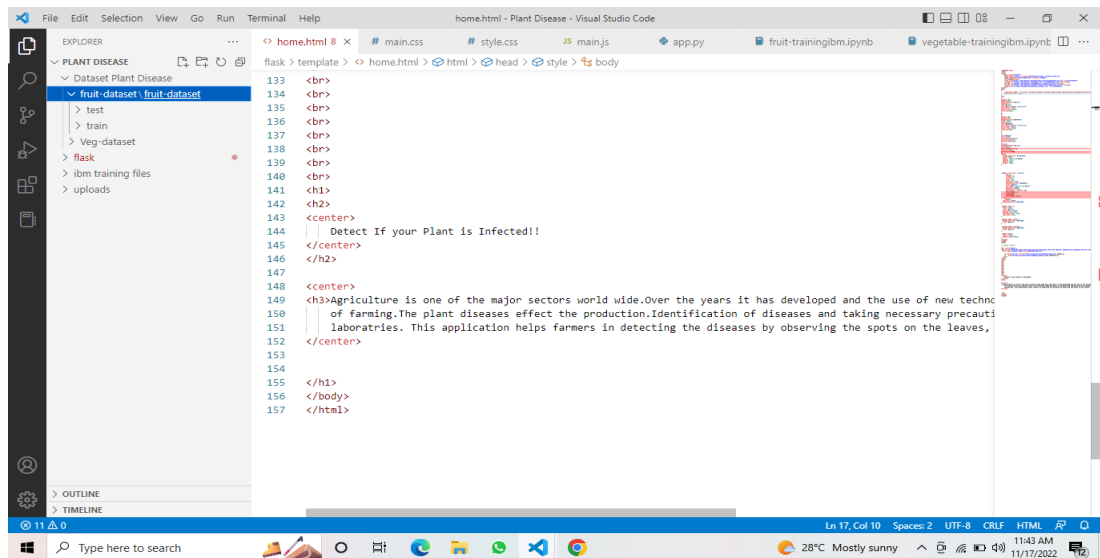 File Edit Selection View Go Run Terminal Help home.html - Plant Disease - Visual Studio Code
EXPLORER
home.html 8 # main.css # style.css JS main.js app.py fruit-trainingibm.ipynb vegetable-trainingibm.ipynb
PLANT DISEASE
flask > template > home.html > html > head > style > body
Dataset Plant Disease
fruit-dataset \ fruit-dataset
test
train
Veg-dataset
flask
ibm training files
uploads
133 <br>
134 <br>
135 <br>
136 <br>
137 <br>
138 <br>
139 <br>
140 <br>
141 <h1>
142 <h2>
143 <center>
144 Detect If your Plant is Infected!!
145 </center>
146 </h2>
147
148 <center>
149 <h3>Agriculture is one of the major sectors world wide.Over the years it has developed and the use of new techno
150 of farming.The plant diseases effect the production.Identification of diseases and taking necessary precauti
151 laboratries. This application helps farmers in detecting the diseases by observing the spots on the leaves,
152 </center>
153
154
155 </h1>
156 </body>
157 </html>
OUTLINE
TIMELINE
11 0 Ln 17, Col 10 Spaces: 2 UTF-8 CRLF HTML
Type here to search 28°C Mostly sunny 11:43 AM
11/17/2022 12